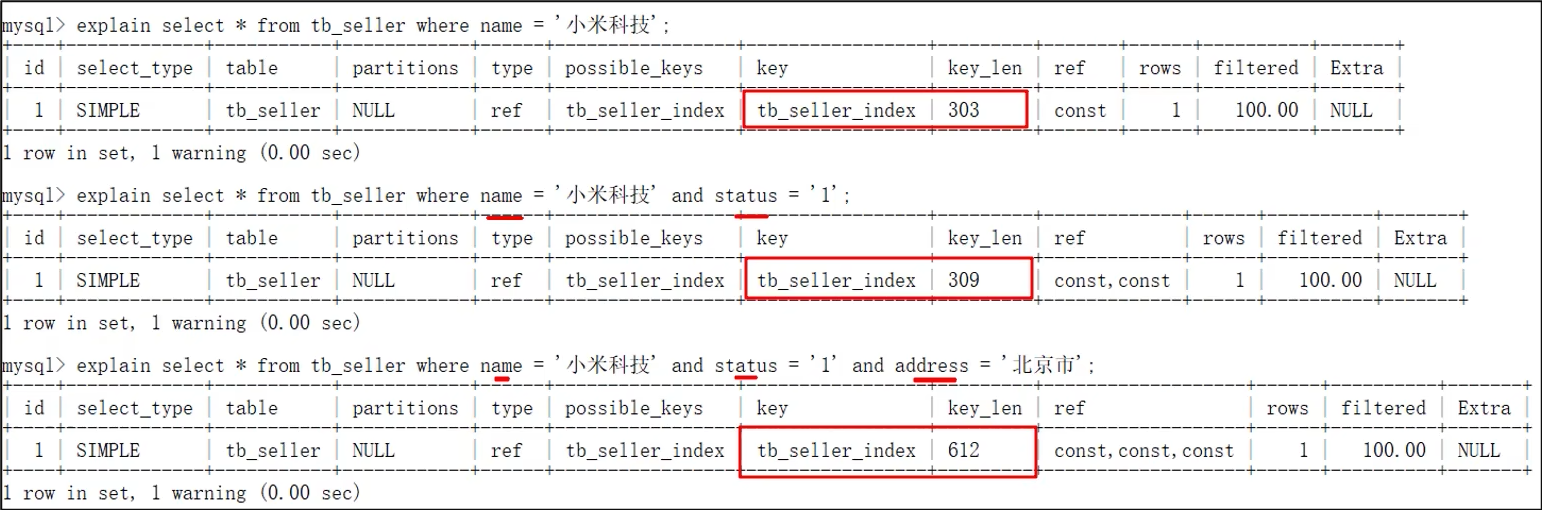 mysql> explain select * from tb_seller where name = '小米科技';
+----+-------------+-----------+------------+------+-----------------+-----------------+---------+-------+------+----------+-------+
| id | select_type | table | partitions | type | possible_keys | key | key_len | ref | rows | filtered | Extra |
| 1 | SIMPLE | tb_seller | NULL | ref | tb_seller_index | tb_seller_index | 303 | const | 1 | 100.00 | NULL |
1 row in set, 1 warning (0.00 sec)
mysql> explain select * from tb_seller where name = '小米科技' and status = '1';
| id | select_type | table | partitions | type | possible_keys | key | key_len | ref | rows | filtered | Extra |
| 1 | SIMPLE | tb_seller | NULL | ref | tb_seller_index | tb_seller_index | 309 | const,const | 1 | 100.00 | NULL |
1 row in set, 1 warning (0.00 sec)
mysql> explain select * from tb_seller where name = '小米科技' and status = '1' and address = '北京市';
| id | select_type | table | partitions | type | possible_keys | key | key_len | ref | rows | filtered | Extra |
| 1 | SIMPLE | tb_seller | NULL | ref | tb_seller_index | tb_seller_index | 612 | const,const,const | 1 | 100.00 | NULL |
1 row in set, 1 warning (0.00 sec)